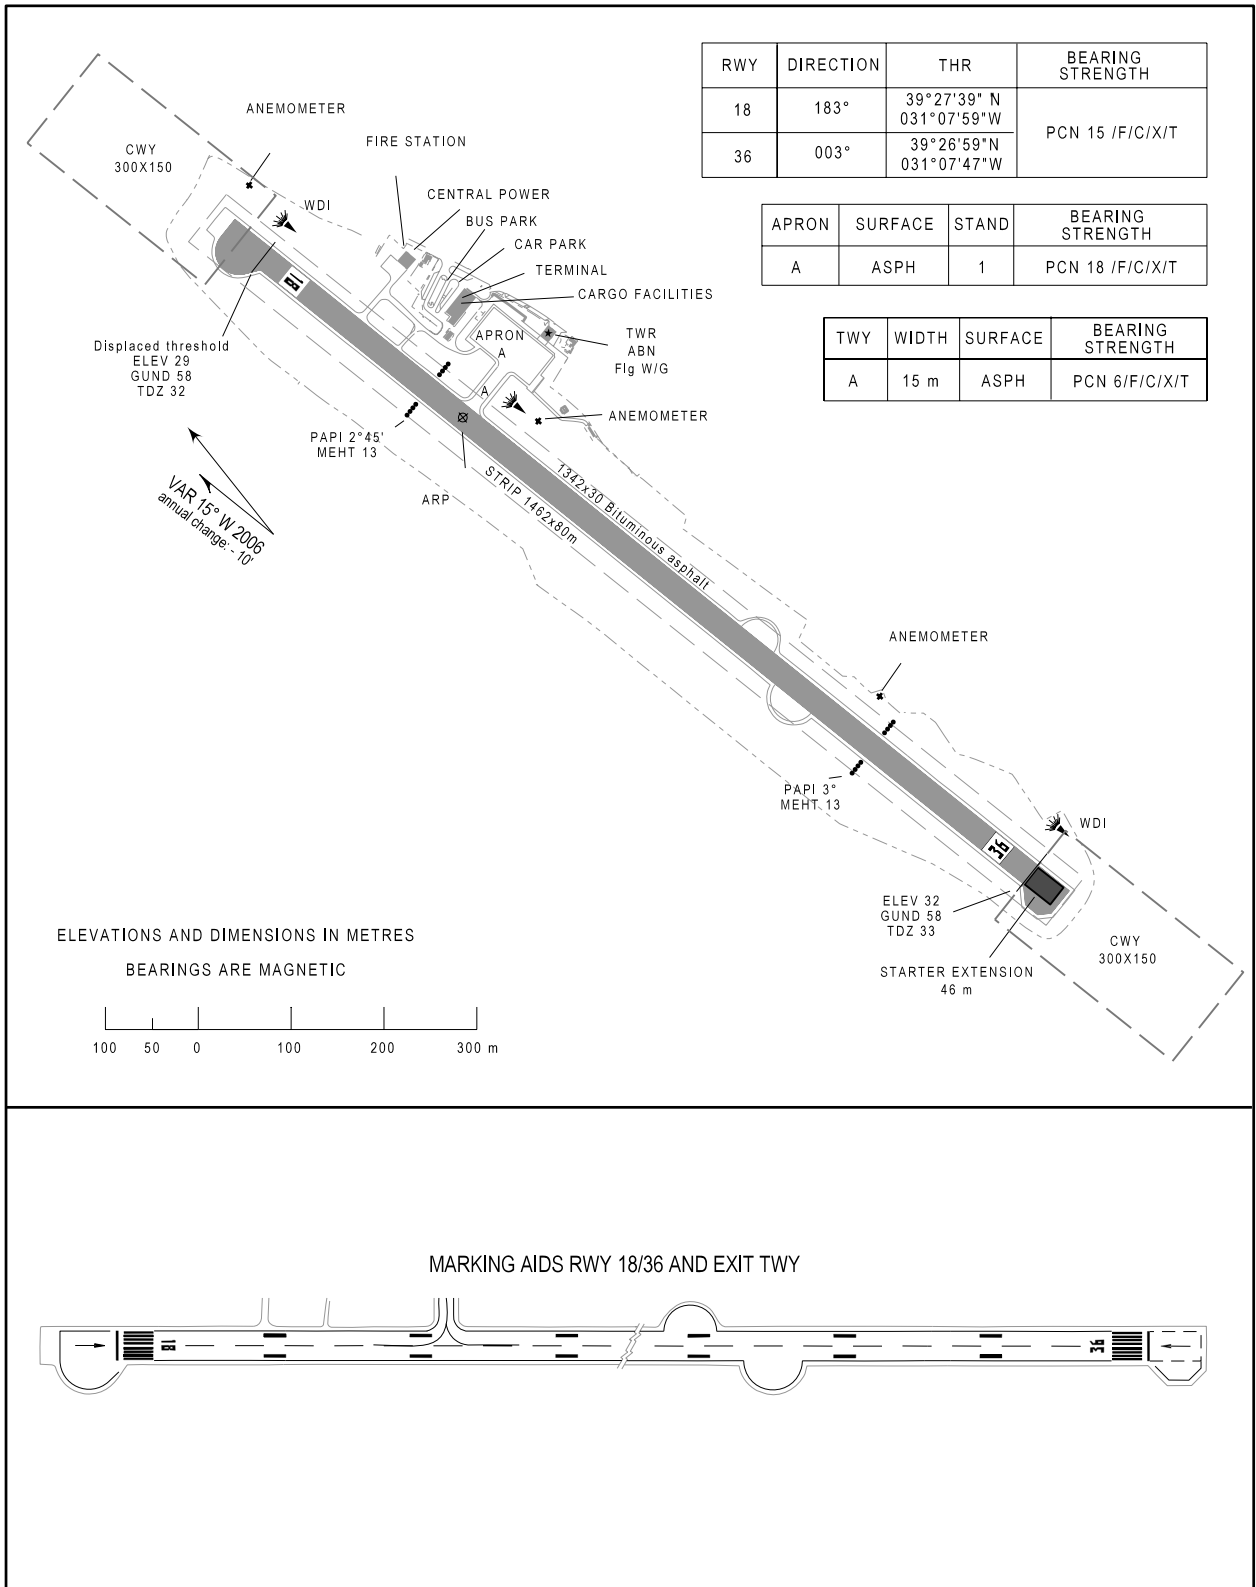 RWY DIRECTION THR BEARING STRENGTH
18 183° 39°27'39" N 031°07'59"W PCN 15 /F/C/X/T
36 003° 39°26'59"N 031°07'47"W
APRON SURFACE STAND BEARING STRENGTH
A ASPH 1 PCN 18 /F/C/X/T
TWY WIDTH SURFACE BEARING STRENGTH
A 15 m ASPH PCN 6/F/C/X/T
ANEMOMETER
CWY
300X150
FIRE STATION
WDI
CENTRAL POWER
BUS PARK
CAR PARK
TERMINAL
CARGO FACILITIES
18
APRON
A
TWR
ABN
Flg W/G
Displaced threshold
ELEV 29
GUND 58
TDZ 32
A
ANEMOMETER
PAPI 2°45'
MEHT 13
ARP
VAR 15° W 2006
annual change: - 10'
STRIP 1462x80m
1342x30 Bituminous asphalt
ANEMOMETER
PAPI 3°
MEHT 13
WDI
36
ELEV 32
GUND 58
TDZ 33
STARTER EXTENSION
46 m
CWY
300X150
ELEVATIONS AND DIMENSIONS IN METRES
BEARINGS ARE MAGNETIC
100 50 0 100 200 300 m
MARKING AIDS RWY 18/36 AND EXIT TWY
18
36